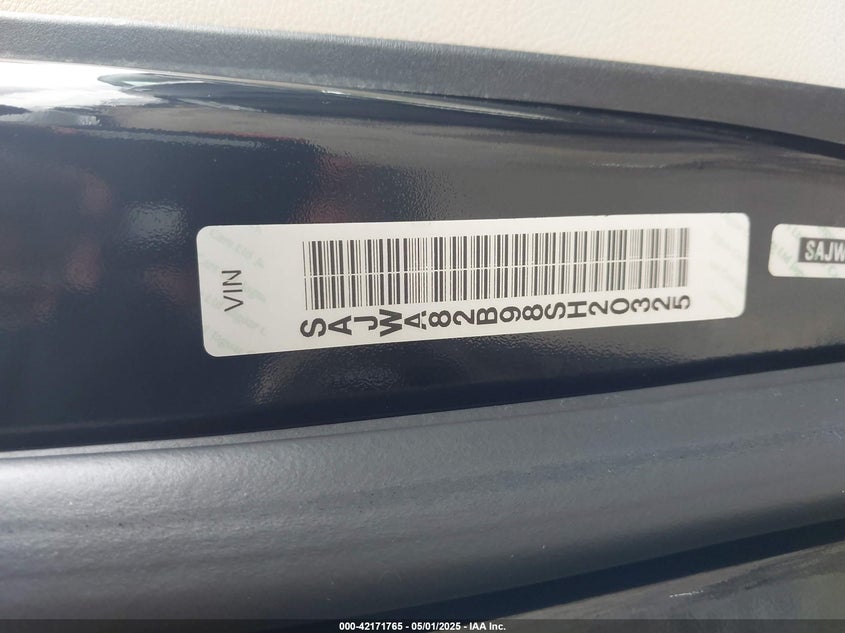 VIN
SAJWA82B98SH20325
SAJW
000-42171765 - 05/01/2025 - IAA Inc.